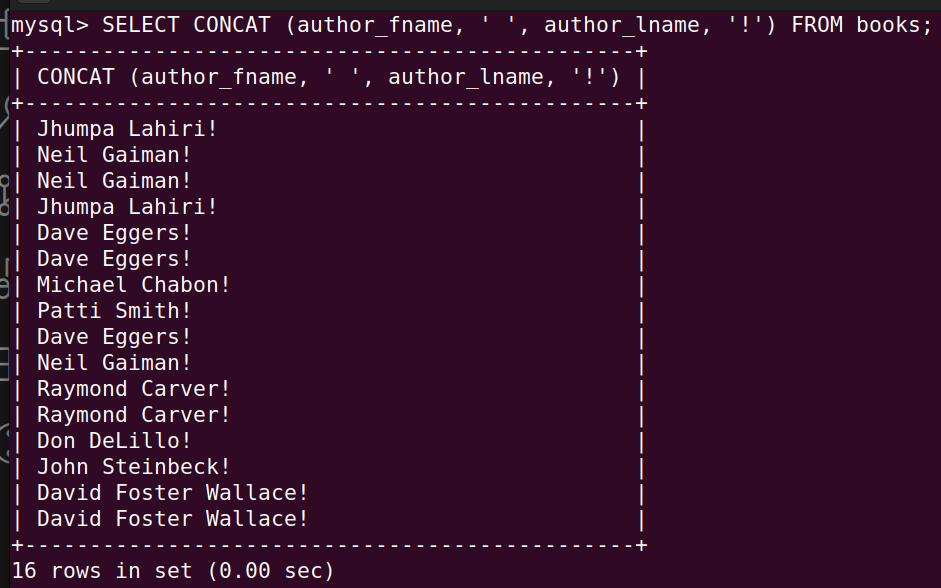 mysql> SELECT CONCAT (author_fname, ' ', author_lname, '!') FROM books;
+-----------------------------------------------+
| CONCAT (author_fname, ' ', author_lname, '!') |
+-----------------------------------------------+
| Jhumpa Lahiri!                                |
| Neil Gaiman!                                  |
| Neil Gaiman!                                  |
| Jhumpa Lahiri!                                |
| Dave Eggers!                                  |
| Dave Eggers!                                  |
| Michael Chabon!                               |
| Patti Smith!                                  |
| Dave Eggers!                                  |
| Neil Gaiman!                                  |
| Raymond Carver!                               |
| Raymond Carver!                               |
| Don DeLillo!                                  |
| John Steinbeck!                               |
| David Foster Wallace!                         |
| David Foster Wallace!                         |
+-----------------------------------------------+
16 rows in set (0.00 sec)